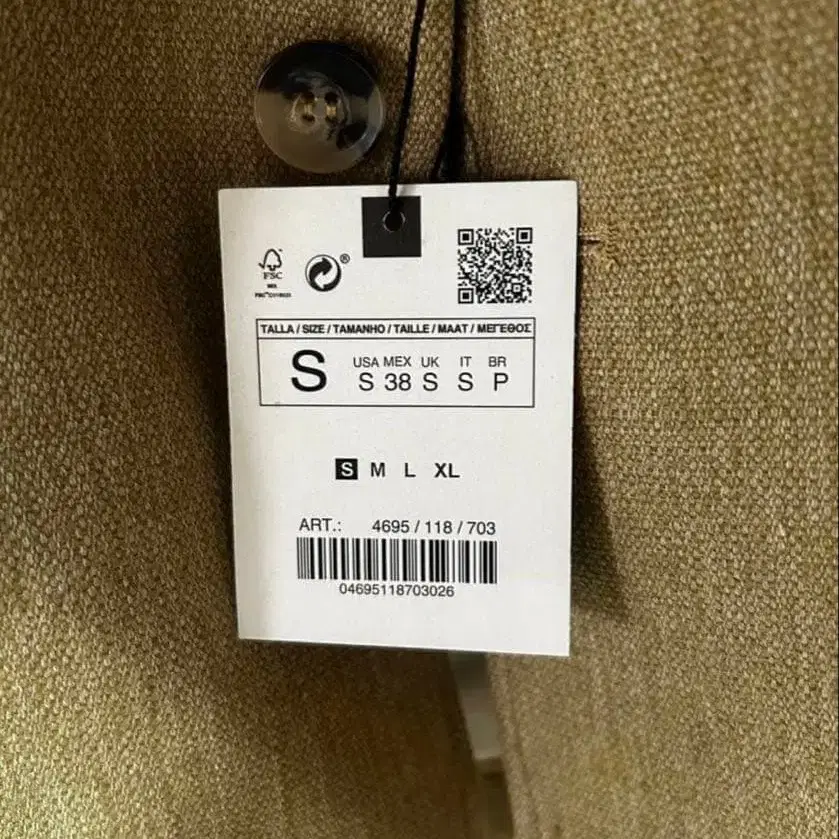 ®
FSC
MIX
TALLA / SIZE / TAMANHO / TAILLE / MAAT / ΜΕΓΕΘΟΣ
S
USA MEX UK IT BR
S 38 S S P
S M L XL
ART.: 4695 / 118 / 703
04695118703026